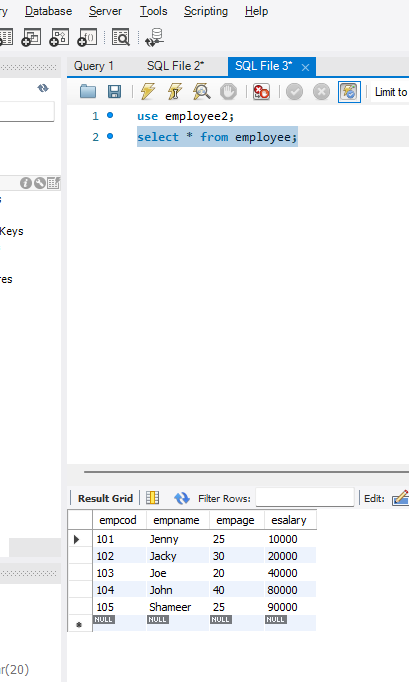 ry Database Server Tools Scripting Help
Query 1 SQL File 2* SQL File 3* ×
Limit to
1 use employee2;
2 select * from employee;
s
Keys
res
Result Grid Filter Rows: Edit:
empcod empname empage esalary
101 Jenny 25 10000
102 Jacky 30 20000
103 Joe 20 40000
104 John 40 80000
105 Shameer 25 90000
NULL NULL NULL NULL
ar(20)